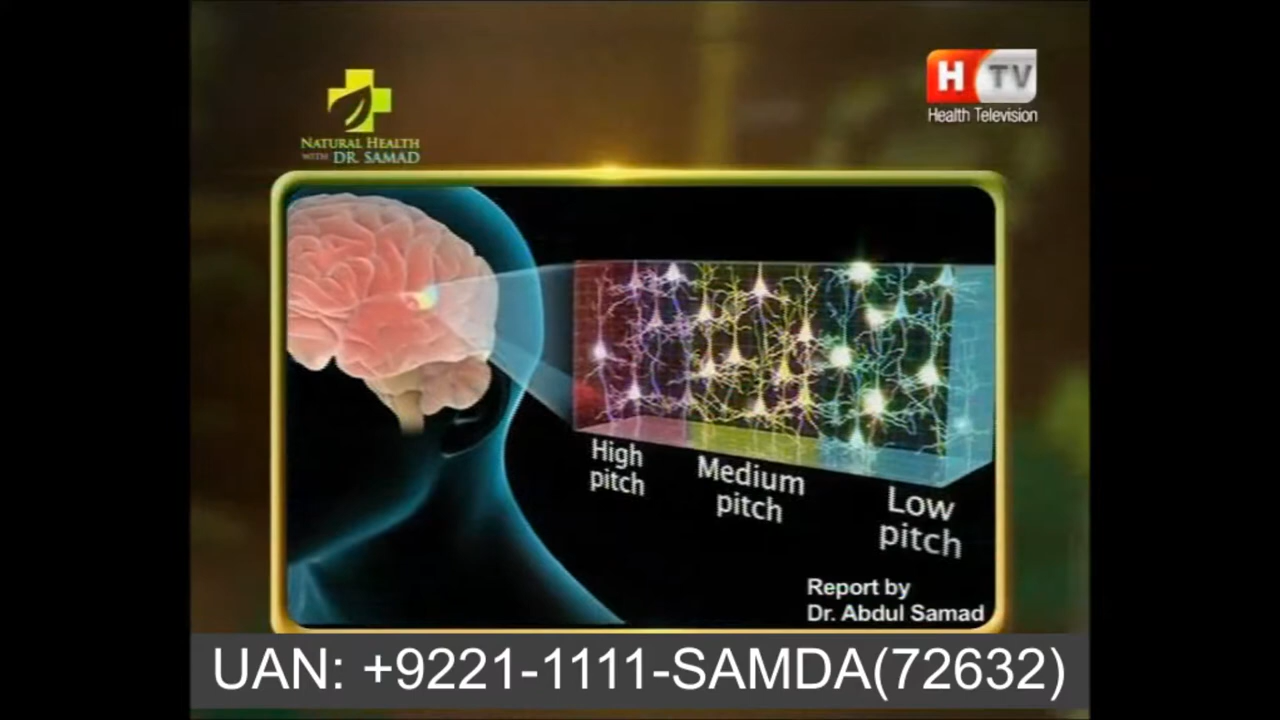 H TV
Health Television
NATURAL HEALTH
WITH DR. SAMAD
High
pitch
Medium
pitch
Low
pitch
Report by
Dr. Abdul Samad
UAN: +9221-1111-SAMDA(72632)